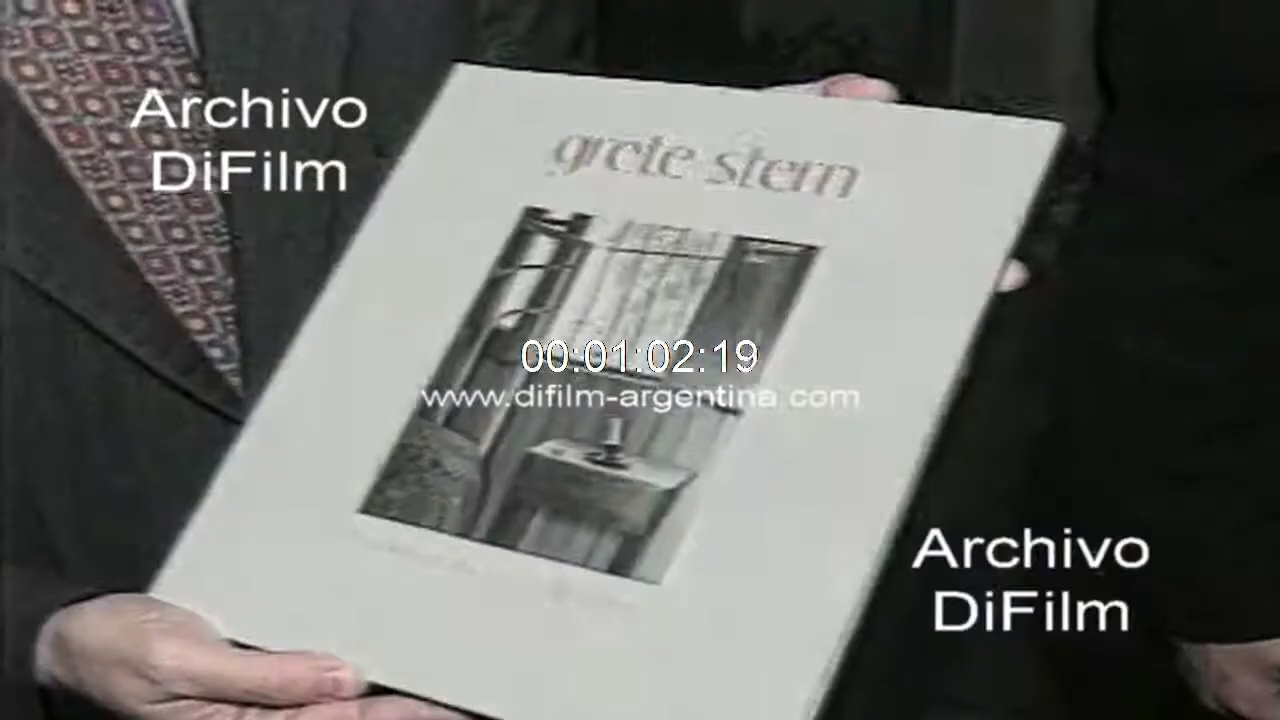 Archivo
DiFilm
grete stern
00:01:02:19
www.difilm-argentina.com
Archivo
DiFilm